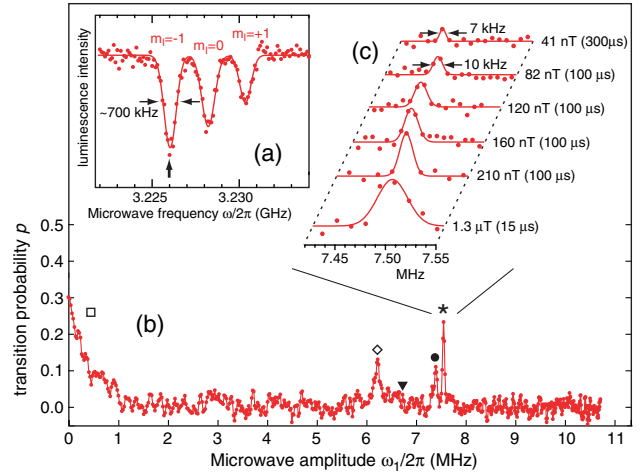 m_I=-1 m_I=0 m_I=+1
luminescence intensity
~700 kHz
(a)
3.225 3.230
Microwave frequency ω/2π (GHz)
(c)
7 kHz
41 nT (300μs)
10 kHz
82 nT (100 μs)
120 nT (100 μs)
160 nT (100 μs)
210 nT (100 μs)
1.3 μT (15 μs)
7.45 7.50 7.55
MHz
transition probability p
0.5
0.4
0.3
0.2
0.1
0.0
(b)
*
0 1 2 3 4 5 6 7 8 9 10 11
Microwave amplitude ω₁/2π (MHz)